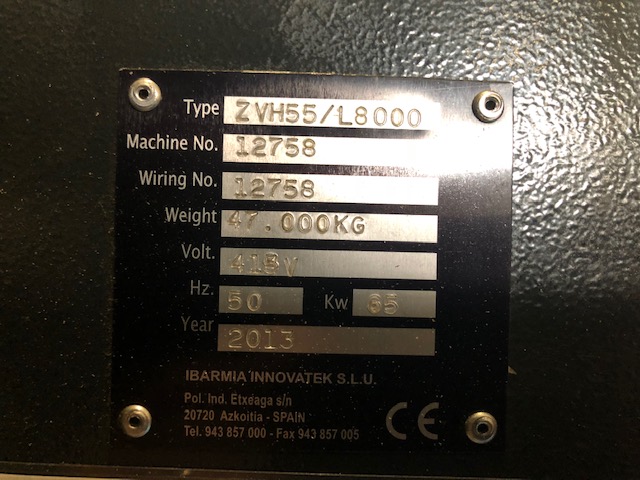 Type ZVH55/L8000
Machine No. 12758
Wiring No. 12758
Weight 47.000KG
Volt. 415V
Hz. 50 Kw 85
Year 2013
IBARMIA INNOVATEK S.L.U.
Pol. Ind. Etxeaga s/n
20720 Azkoitia - SPAIN
Tel. 943 857 000 - Fax 943 857 005
CE